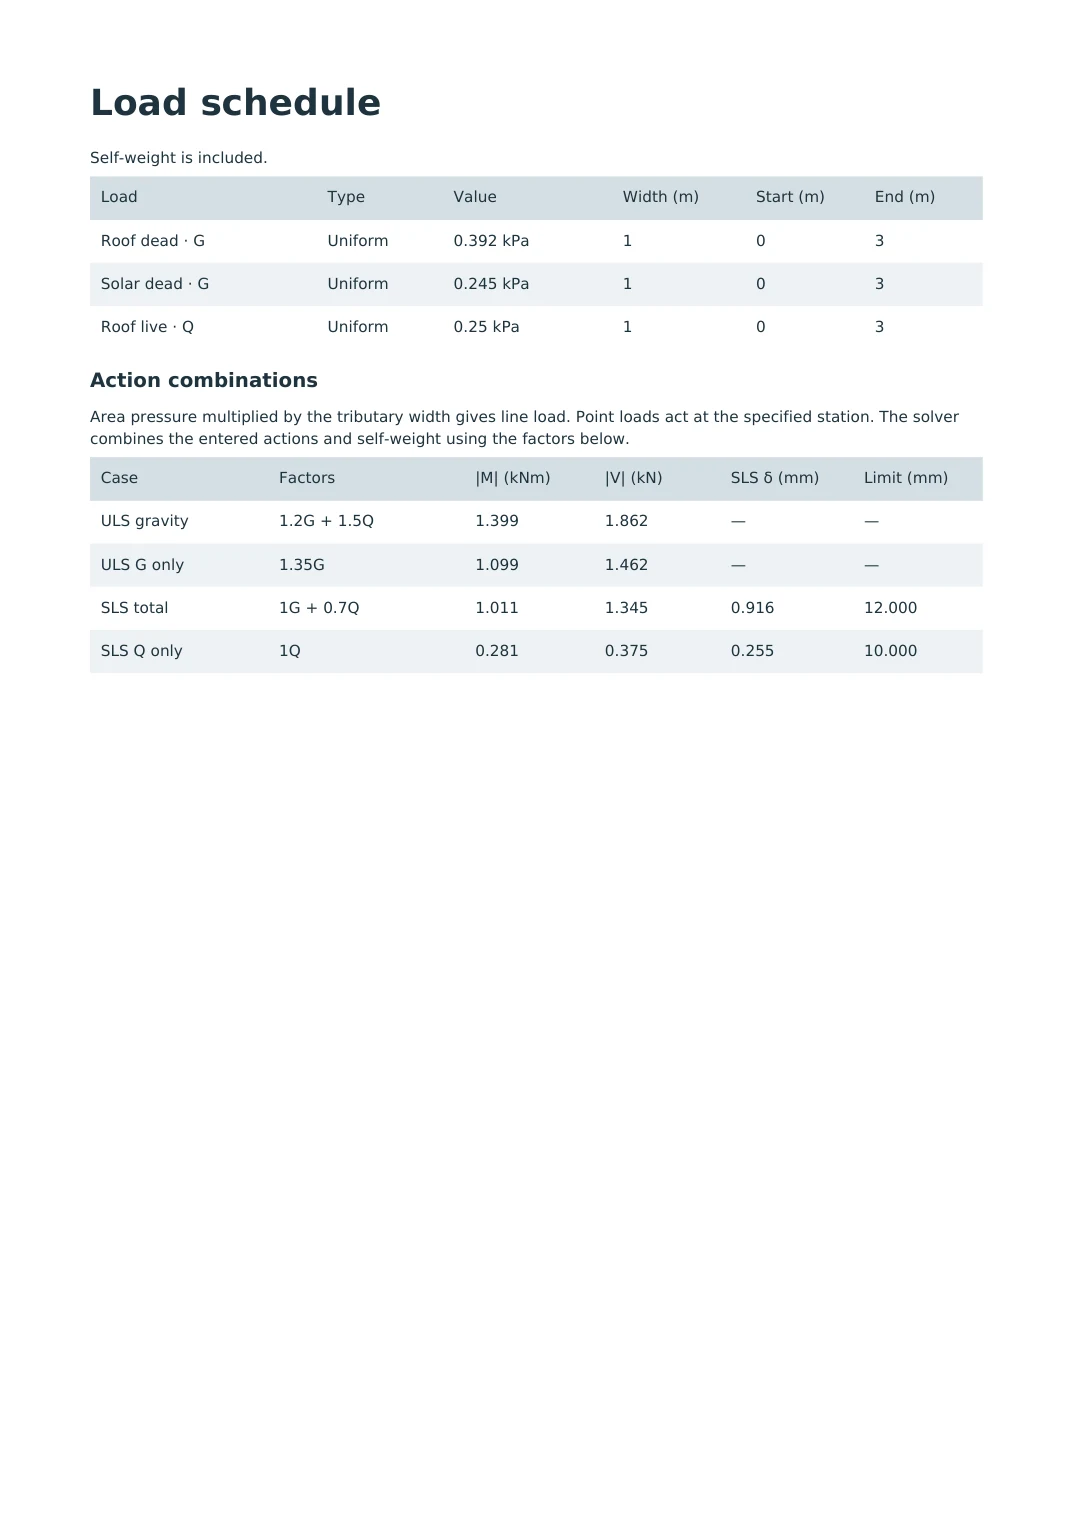 Load schedule
Self-weight is included.
Load Type Value Width (m) Start (m) End (m)
Roof dead · G Uniform 0.392 kPa 1 0 3
Solar dead · G Uniform 0.245 kPa 1 0 3
Roof live · Q Uniform 0.25 kPa 1 0 3
Action combinations
Area pressure multiplied by the tributary width gives line load. Point loads act at the specified station. The solver
combines the entered actions and self-weight using the factors below.
Case Factors |M| (kNm) |V| (kN) SLS δ (mm) Limit (mm)
ULS gravity 1.2G + 1.5Q 1.399 1.862 — —
ULS G only 1.35G 1.099 1.462 — —
SLS total 1G + 0.7Q 1.011 1.345 0.916 12.000
SLS Q only 1Q 0.281 0.375 0.255 10.000